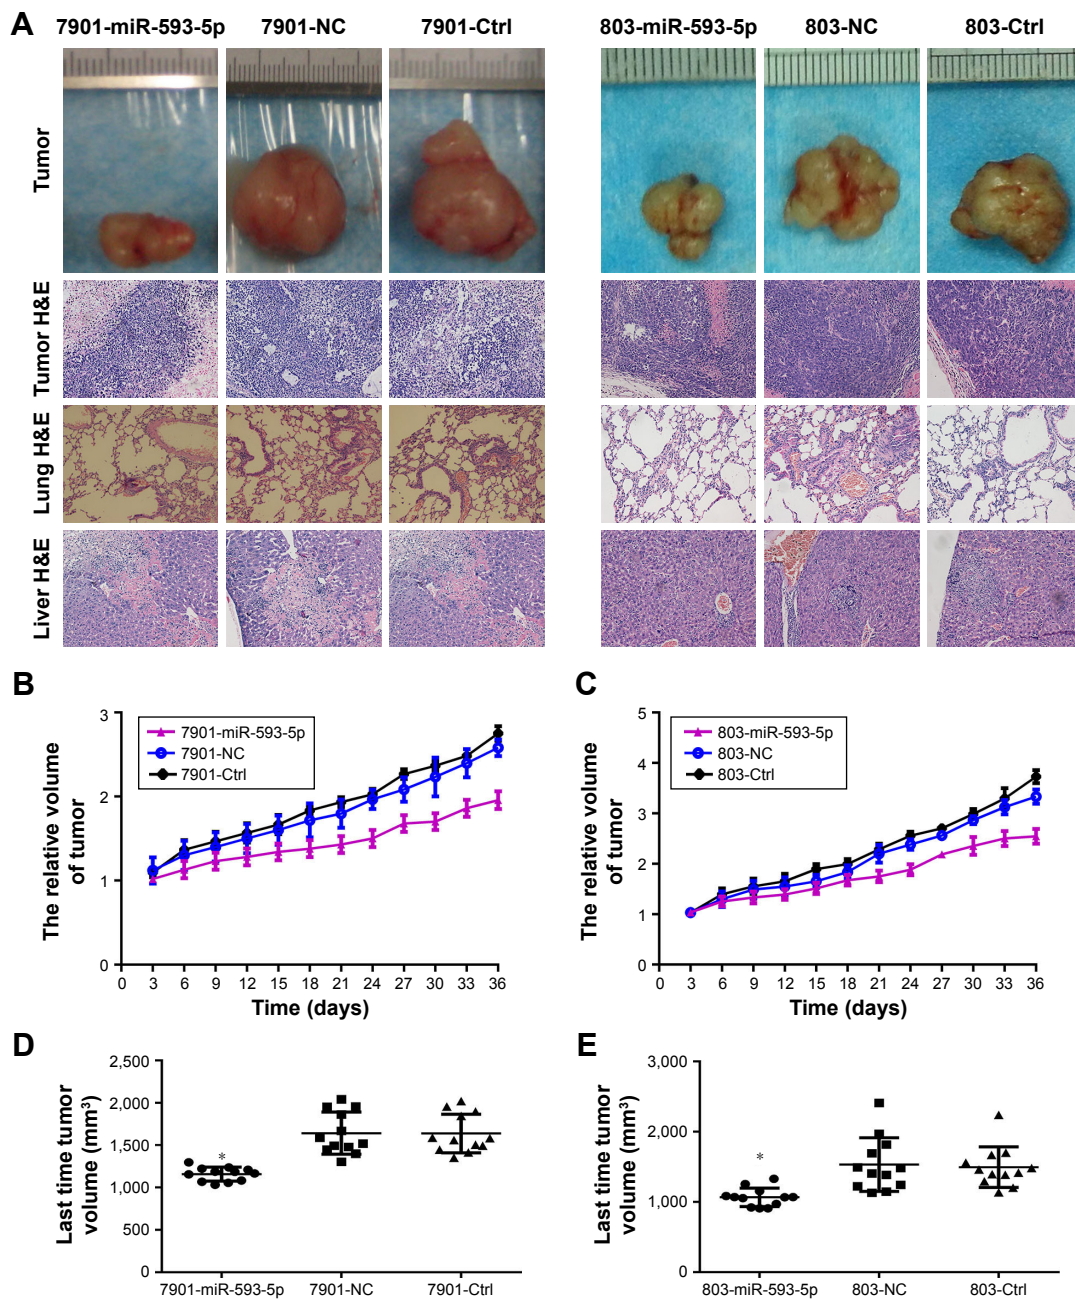 A
7901-miR-593-5p 7901-NC 7901-Ctrl 803-miR-593-5p 803-NC 803-Ctrl
Tumor
Tumor H&E
Lung H&E
Liver H&E
B
The relative volume
of tumor
3
2
1
0
7901-miR-593-5p
7901-NC
7901-Ctrl
0 3 6 9 12 15 18 21 24 27 30 33 36
Time (days)
C
The relative volume
of tumor
5
4
3
2
1
0
803-miR-593-5p
803-NC
803-Ctrl
0 3 6 9 12 15 18 21 24 27 30 33 36
Time (days)
D
Last time tumor
volume (mm³)
2,500
2,000
1,500
1,000
500
0
*
7901-miR-593-5p 7901-NC 7901-Ctrl
E
Last time tumor
volume (mm³)
3,000
2,000
1,000
0
*
803-miR-593-5p 803-NC 803-Ctrl